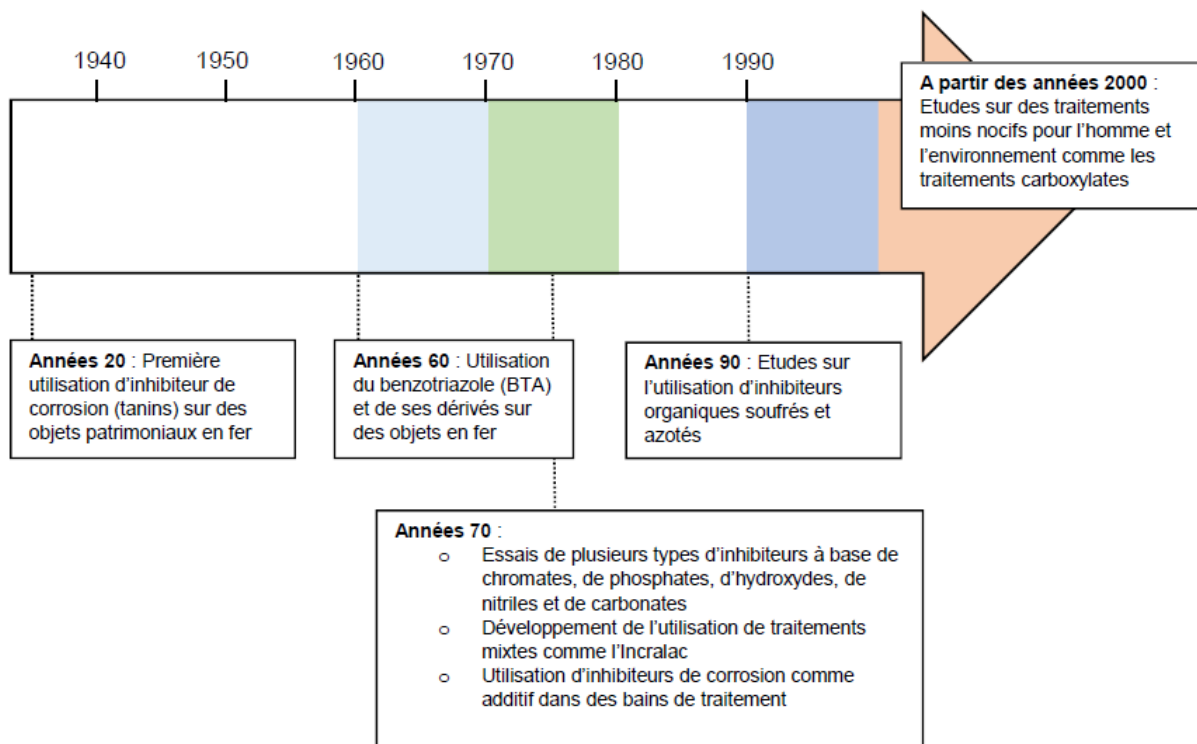 1940
1950
1960
1970
1980
1990
A partir des années 2000 :
Etudes sur des traitements
moins nocifs pour l'homme et
l'environnement comme les
traitements carboxylates
Années 20 : Première
utilisation d'inhibiteur de
corrosion (tanins) sur des
objets patrimoniaux en fer
Années 60 : Utilisation
du benzotriazole (BTA)
et de ses dérivés sur
des objets en fer
Années 90 : Etudes sur
l'utilisation d'inhibiteurs
organiques soufrés et
azotés
Années 70 :
o Essais de plusieurs types d'inhibiteurs à base de
chromates, de phosphates, d'hydroxydes, de
nitriles et de carbonates
o Développement de l'utilisation de traitements
mixtes comme l'Incralac
o Utilisation d'inhibiteurs de corrosion comme
additif dans des bains de traitement